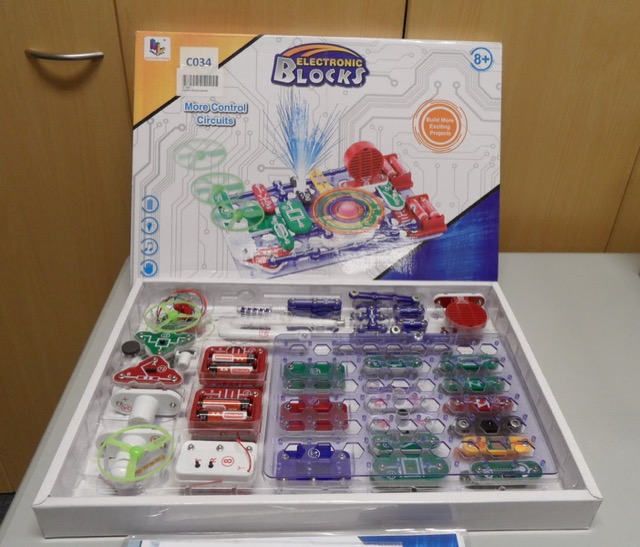 C034
ELECTRONIC
BLOCKS
8+
More Control
Circuits
Build More
Exciting
Projects